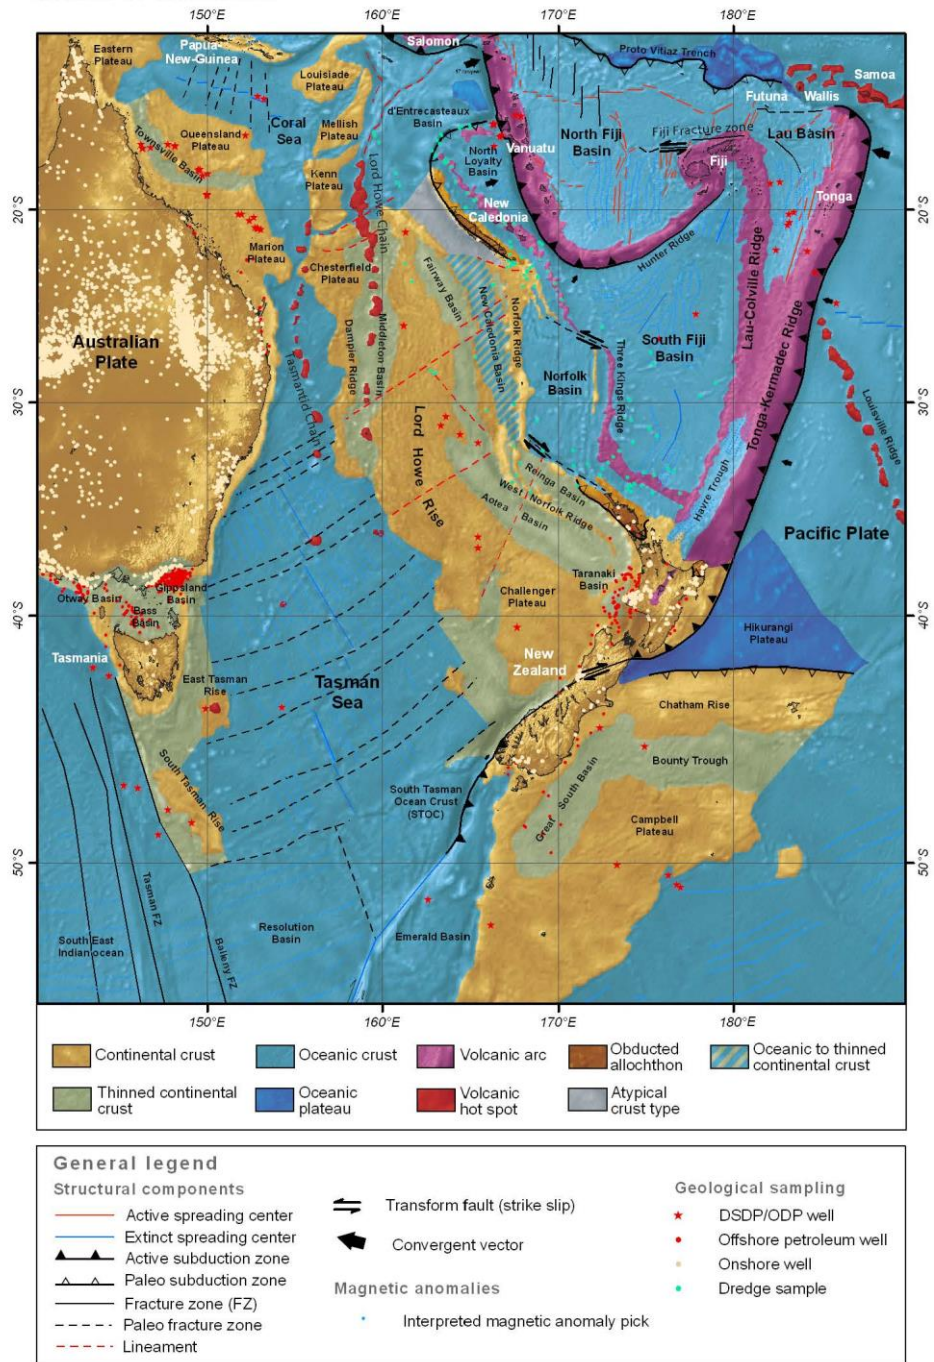 150°E
160°E
170°E
180°E
Eastern
Plateau
Papua-
New-Guinea
Salomon
Louisiade
Plateau
Proto Vitiaz Trench
Samoa
Futuna
Wallis
d'Entrecasteaux
Basin
Coral
Sea
Mellish
Plateau
Queensland
Plateau
Townsville Basin
Kenn
Plateau
Lord Howe Chain
North
Loyalty
Basin
Vanuatu
North Fiji
Basin
Fiji Fracture zone
Fiji
Lau Basin
Tonga
20°S
20°S
New
Caledonia
Marion
Plateau
Chesterfield
Plateau
Hunter Ridge
Fairway Basin
New Caledonia Basin
Norfolk Ridge
Lau-Colville Ridge
Australian
Plate
Tasmantid Chain
Dampier Ridge
Middleton Basin
South Fiji
Basin
Norfolk
Basin
Three Kings Ridge
Tonga-Kermadec Ridge
Louisville Ridge
30°S
30°S
Lord Howe Rise
Reinga Basin
West Norfolk Ridge
Aotea Basin
Havre Trough
Pacific Plate
Otway Basin
Gippsland
Basin
Bass
Basin
Taranaki
Basin
Challenger
Plateau
40°S
40°S
Hikurangi
Plateau
Tasmania
New
Zealand
East Tasman
Rise
Tasman
Sea
Chatham Rise
South Tasman Rise
Bounty Trough
South Tasman
Ocean Crust
(STOC)
Great South Basin
Campbell
Plateau
50°S
50°S
Tasman FZ
Balleny FZ
South East
Indian ocean
Resolution
Basin
Emerald Basin
150°E
160°E
170°E
180°E
Continental crust
Oceanic crust
Volcanic arc
Obducted
allochthon
Oceanic to thinned
continental crust
Thinned continental
crust
Oceanic
plateau
Volcanic
hot spot
Atypical
crust type
General legend
Structural components
Active spreading center
Extinct spreading center
Active subduction zone
Paleo subduction zone
Fracture zone (FZ)
Paleo fracture zone
Lineament
Transform fault (strike slip)
Convergent vector
Magnetic anomalies
Interpreted magnetic anomaly pick
Geological sampling
DSDP/ODP well
Offshore petroleum well
Onshore well
Dredge sample